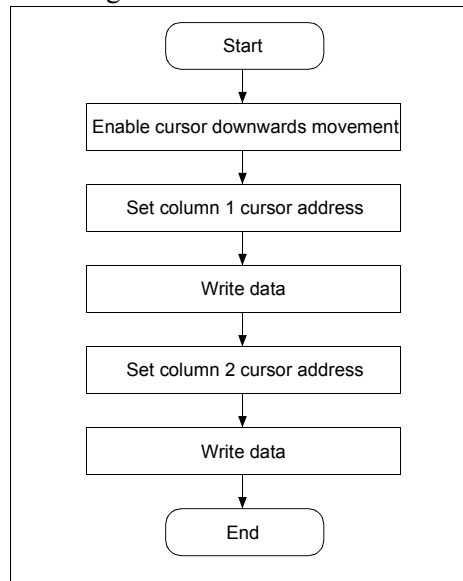 Start
Enable cursor downwards movement
Set column 1 cursor address
Write data
Set column 2 cursor address
Write data
End